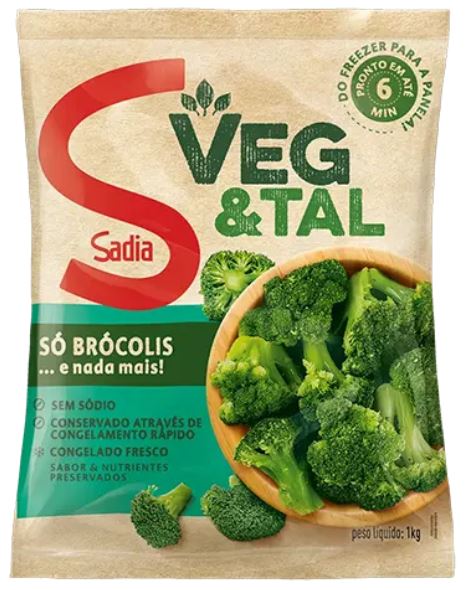 DO FREEZER PARA A PANELA!
PRONTO EM ATÉ
6
MIN
VEG
&TAL
Sadia
SÓ BRÓCOLIS
... e nada mais!
SEM SÓDIO
CONSERVADO ATRAVÉS DE
CONGELAMENTO RÁPIDO
CONGELADO FRESCO
SABOR & NUTRIENTES
PRESERVADOS
peso líquido: 1kg